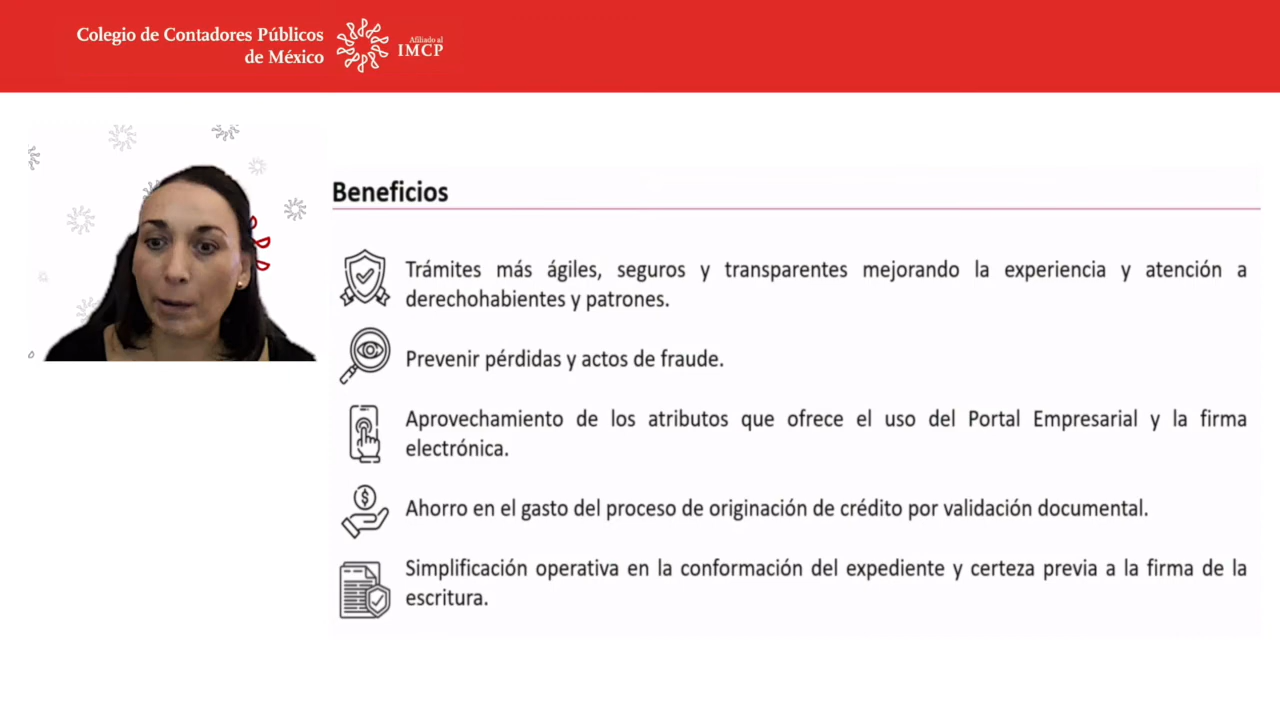 Colegio de Contadores Públicos
de México
Afiliado al
IMCP
Beneficios
Trámites más ágiles, seguros y transparentes mejorando la experiencia y atención a
derechohabientes y patrones.
Prevenir pérdidas y actos de fraude.
Aprovechamiento de los atributos que ofrece el uso del Portal Empresarial y la firma
electrónica.
Ahorro en el gasto del proceso de originación de crédito por validación documental.
Simplificación operativa en la conformación del expediente y certeza previa a la firma de la
escritura.